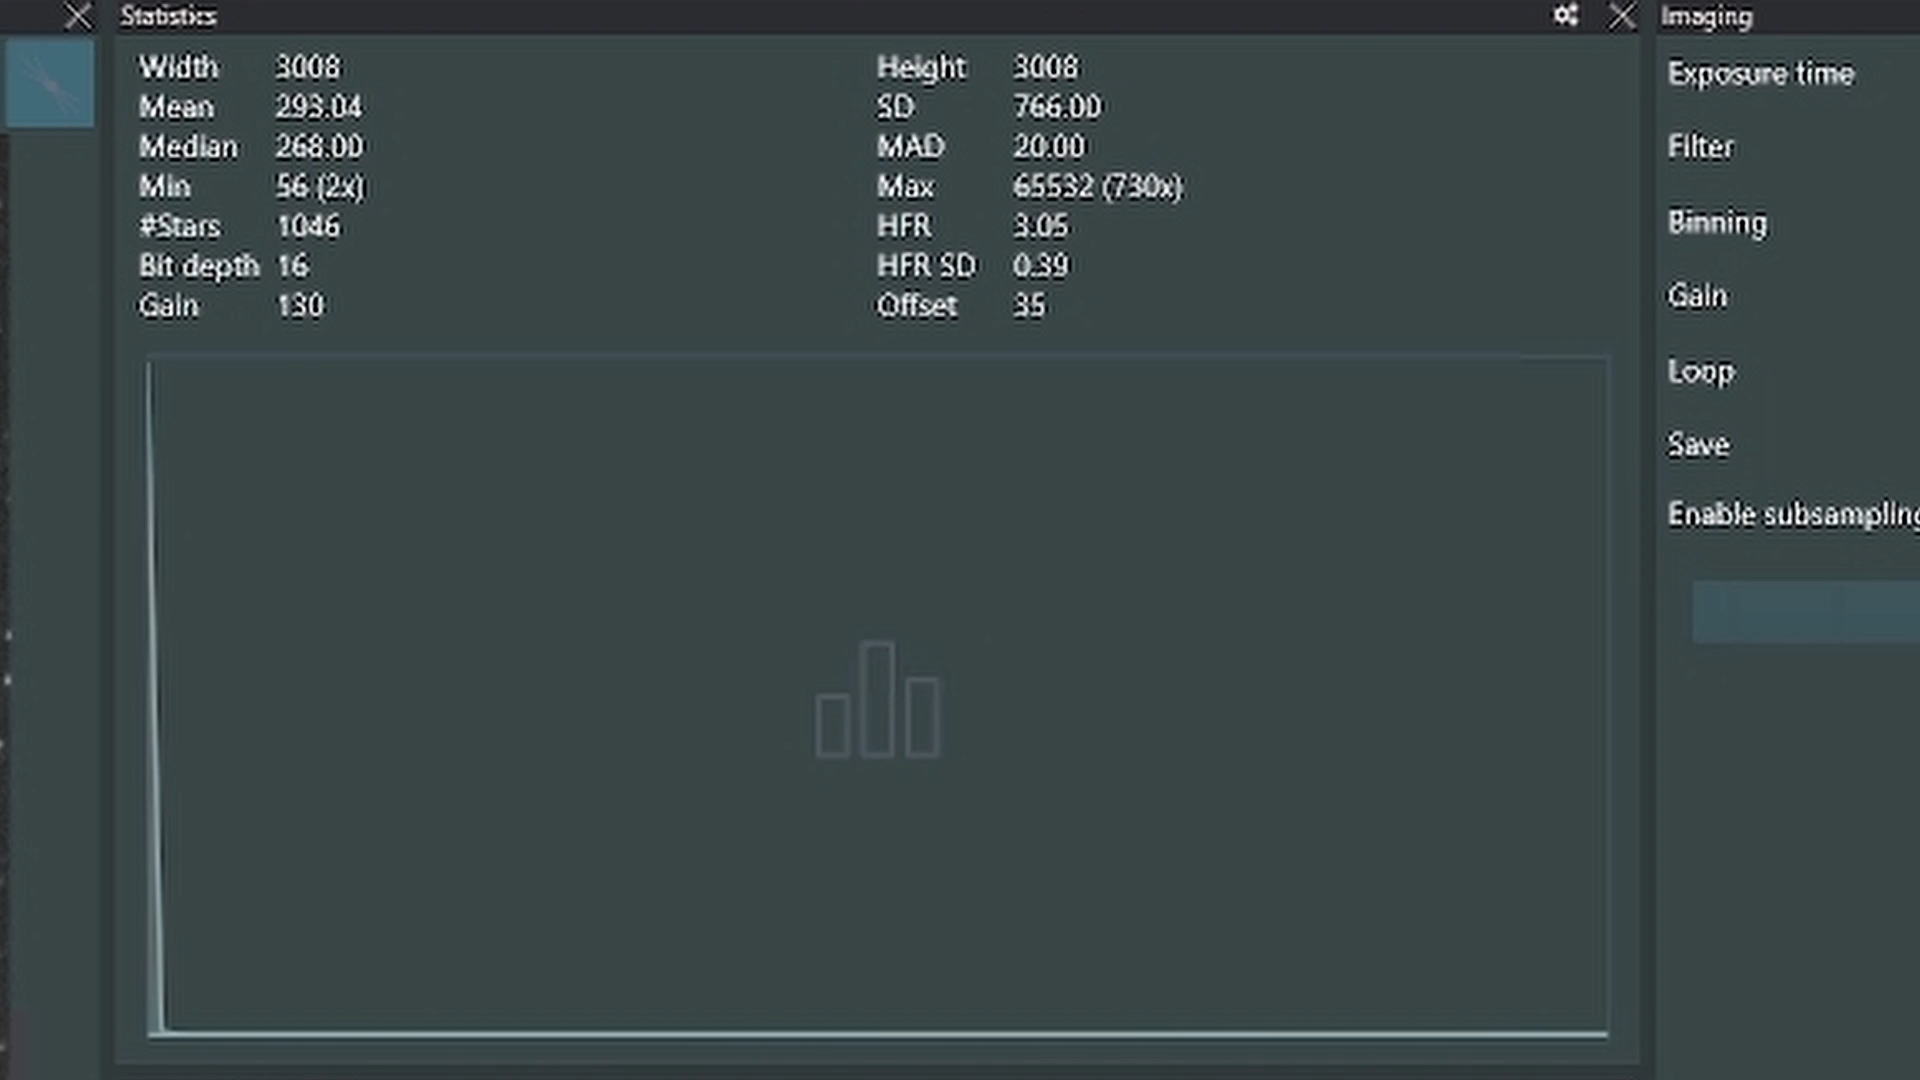 Statistics
Width 3008 Height 3008
Mean 293.04 SD 766.00
Median 268.00 MAD 20.00
Min 56 (2x) Max 65532 (730x)
#Stars 1046 HFR 3.05
Bit depth 16 HFR SD 0.39
Gain 130 Offset 35
Imaging
Exposure time
Filter
Binning
Gain
Loop
Save
Enable subsampling